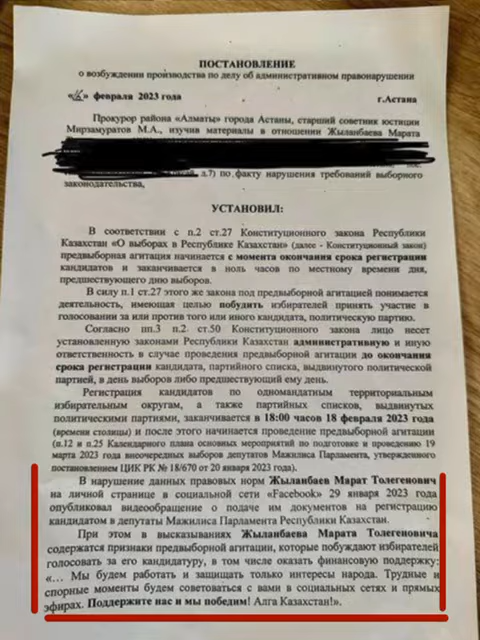 ПОСТАНОВЛЕНИЕ
о возбуждении производства по делу об административном правонарушении
февраля 2023 года г.Астана
Прокурор района «Алматы» города Астаны, старший советник юстиции
Мирзамуратов М.А., изучив материалы в отношении Жыланбаева Марата
л.7) по факту нарушения требований выборного
законодательства,
УСТАНОВИЛ:
В соответствии с п.2 ст.27 Конституционного закона Республики
Казахстан «О выборах в Республике Казахстан» (далее - Конституционный закон)
предвыборная агитация начинается с момента окончания срока регистрации
кандидатов и заканчивается в ноль часов по местному времени дня,
предшествующего дню выборов.
В силу п.1 ст.27 этого же закона под предвыборной агитацией понимается
деятельность, имеющая целью побудить избирателей принять участие в
голосовании за или против того или иного кандидата, политическую партию.
Согласно пп.3 п.2 ст.50 Конституционного закона лицо несет
установленную законами Республики Казахстан административную и иную
ответственность в случае проведения предвыборной агитации до окончания
срока регистрации кандидата, партийного списка, выдвинутого политической
партией, в день выборов либо предшествующий ему день.
Регистрация кандидатов по одномандатным территориальным
избирательным округам, а также партийных списков, выдвинутых
политическими партиями, заканчивается в 18:00 часов 18 февраля 2023 года
(времени столицы) и после этого начинается проведение предвыборной агитации
(п.12 и п.25 Календарного плана основных мероприятий по подготовке и проведению 19
марта 2023 года внеочередных выборов депутатов Мажилиса Парламента, утвержденного
постановлением ЦИК РК № 18/670 от 20 января 2023 года).
В нарушение данных правовых норм Жыланбаев Марат Толегенович
на личной странице в социальной сети «Facebook» 29 января 2023 года
опубликовал видеообращение о подаче им документов на регистрацию
кандидатом в депутаты Мажилиса Парламента Республики Казахстан.
При этом в высказываниях Жыланбаева Марата Толегеновича
содержатся признаки предвыборной агитации, которые побуждают избирателей
голосовать за его кандидатуру, в том числе оказать финансовую поддержку:
«… Мы будем работать и защищать только интересы народа. Трудные и
спорные моменты будем советоваться с вами в социальных сетях и прямых
эфирах. Поддержите нас и мы победим! Алга Казахстан!».